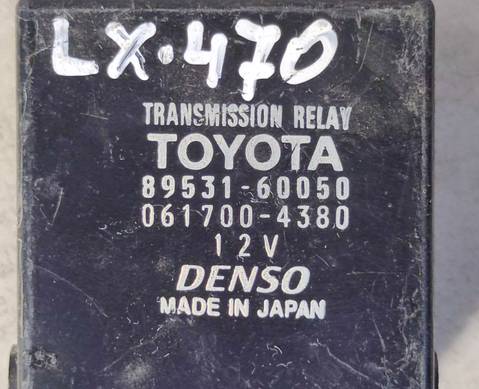 LX.470
TRANSMISSION RELAY
TOYOTA
89531-60050
061700-4380
12V
DENSO
MADE IN JAPAN